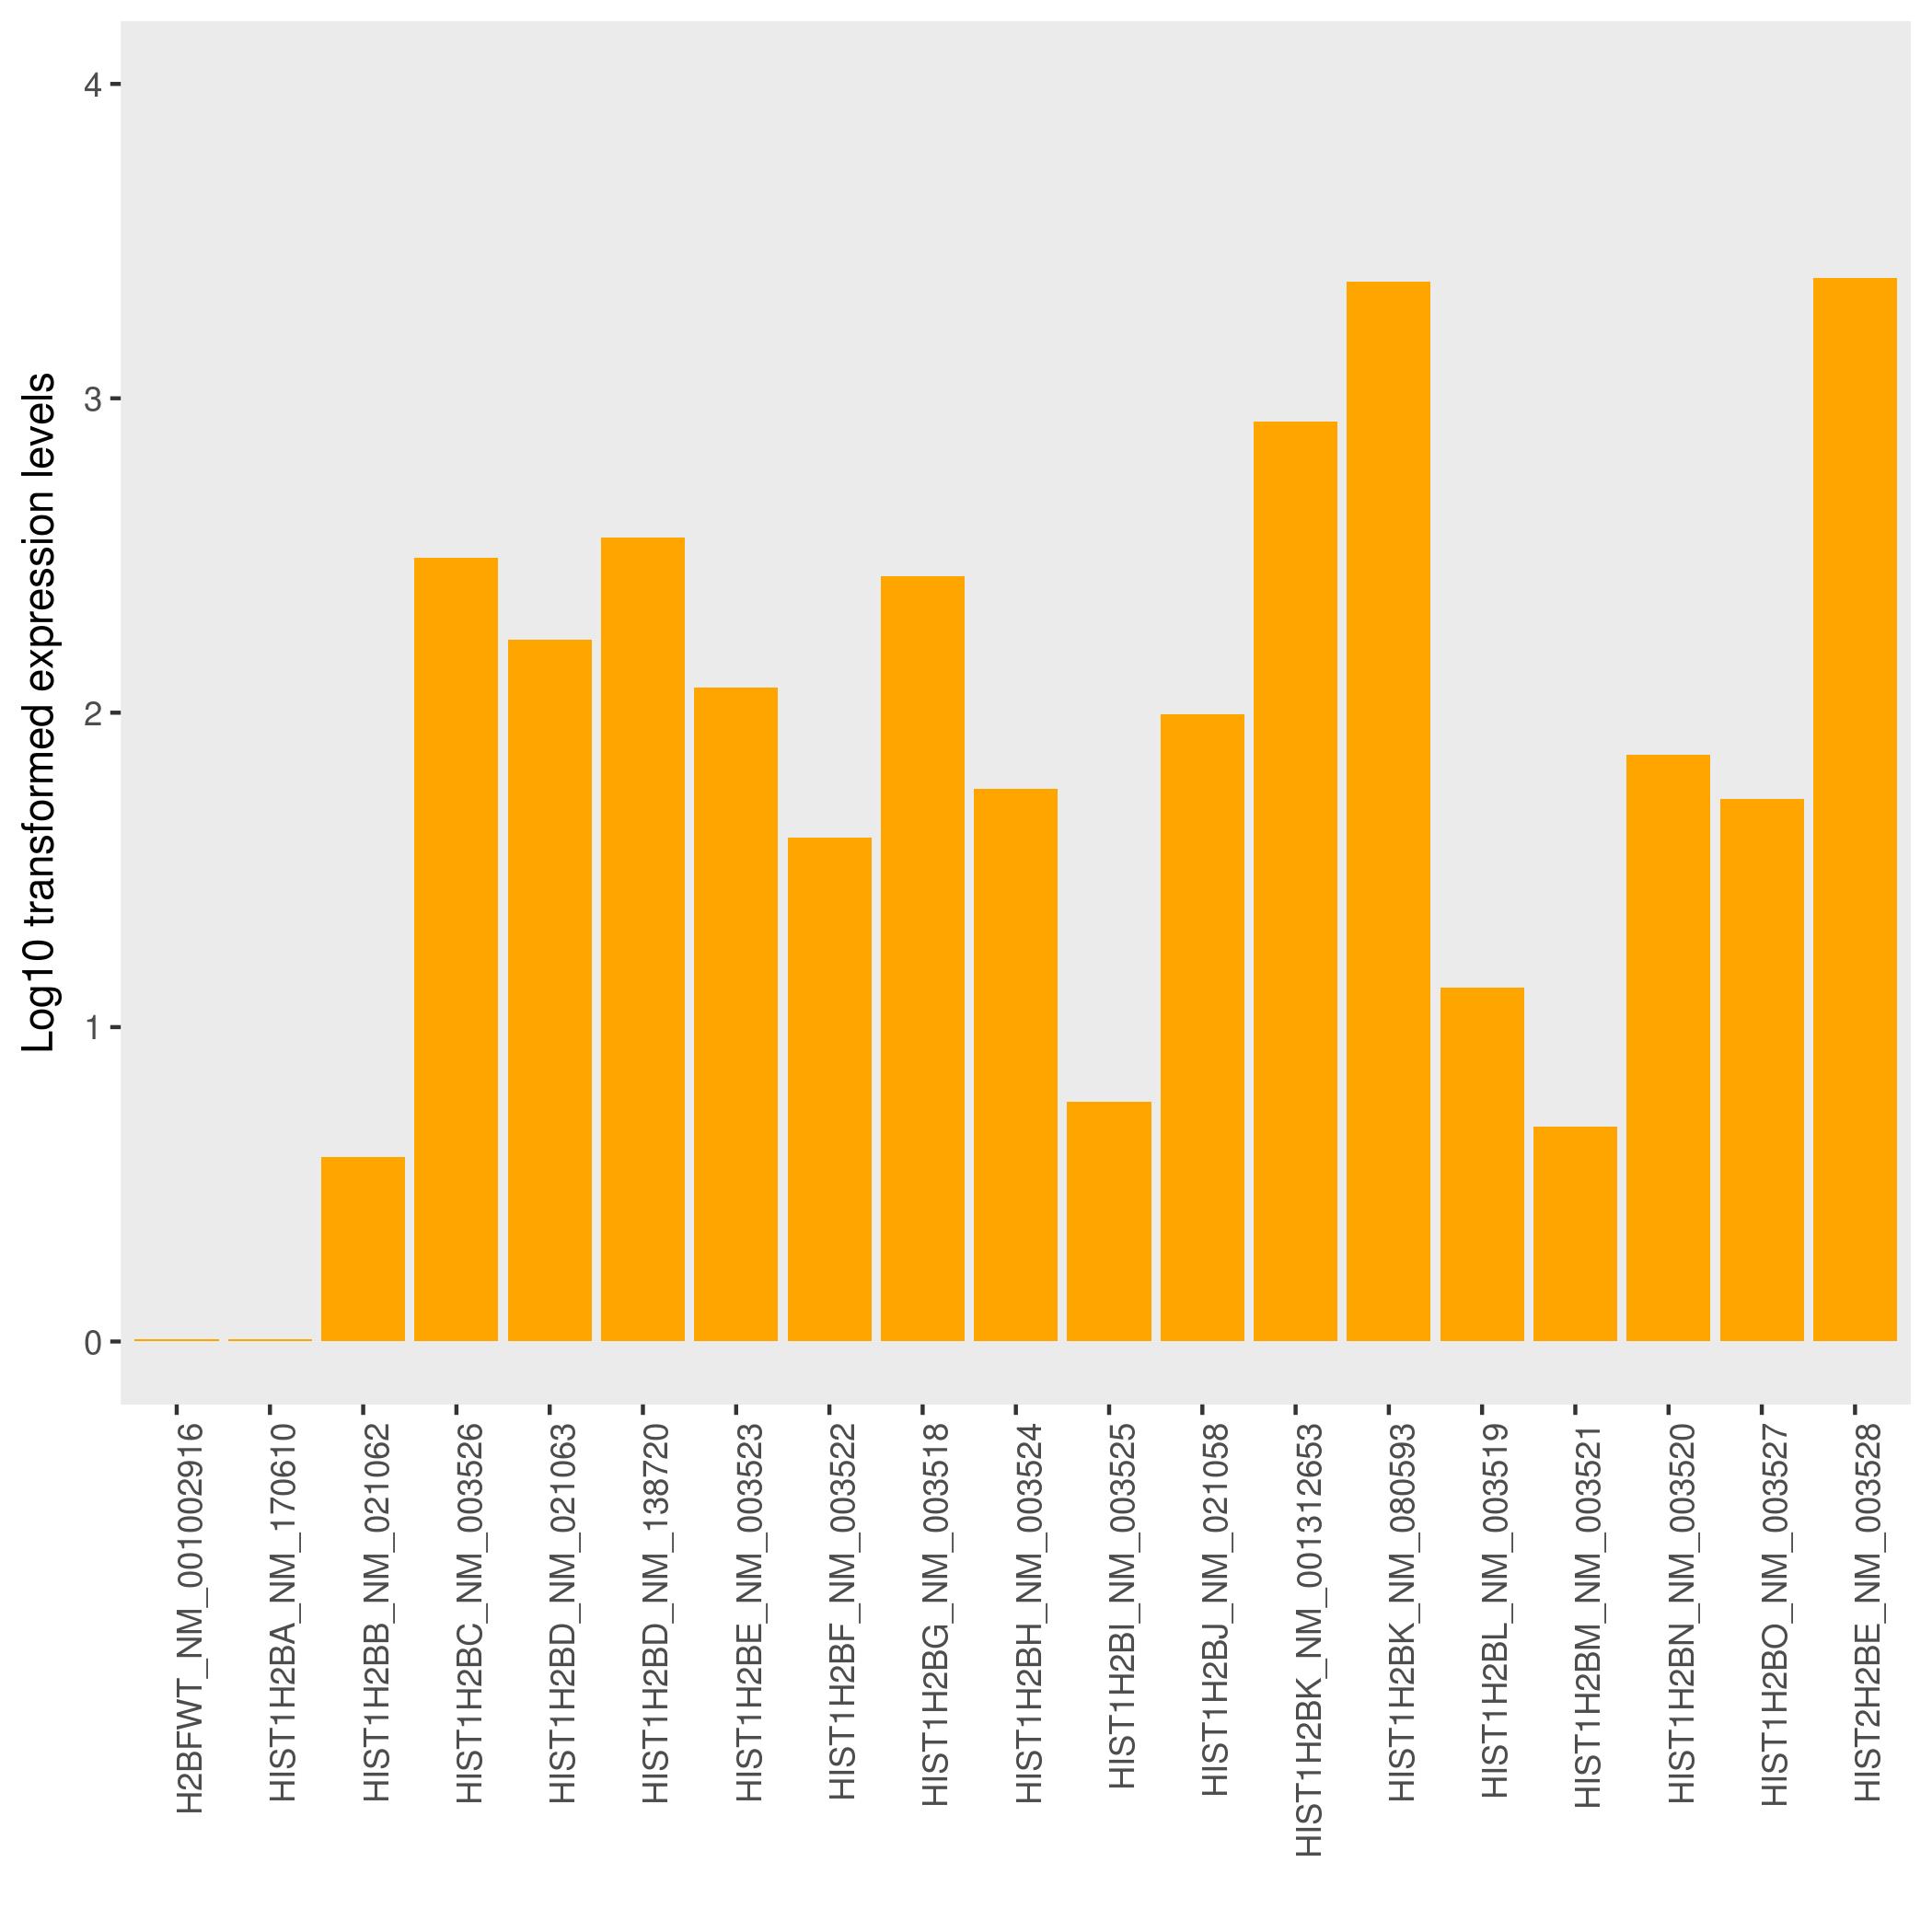 Log10 transformed expression levels
4
3
2
1
0
H2BFWT_NM_001002916
HIST1H2BA_NM_170610
HIST1H2BB_NM_021062
HIST1H2BC_NM_003526
HIST1H2BD_NM_021063
HIST1H2BD_NM_138720
HIST1H2BE_NM_003523
HIST1H2BF_NM_003522
HIST1H2BG_NM_003518
HIST1H2BH_NM_003524
HIST1H2BI_NM_003525
HIST1H2BJ_NM_021058
HIST1H2BK_NM_001312653
HIST1H2BK_NM_080593
HIST1H2BL_NM_003519
HIST1H2BM_NM_003521
HIST1H2BN_NM_003520
HIST1H2BO_NM_003527
HIST2H2BE_NM_003528